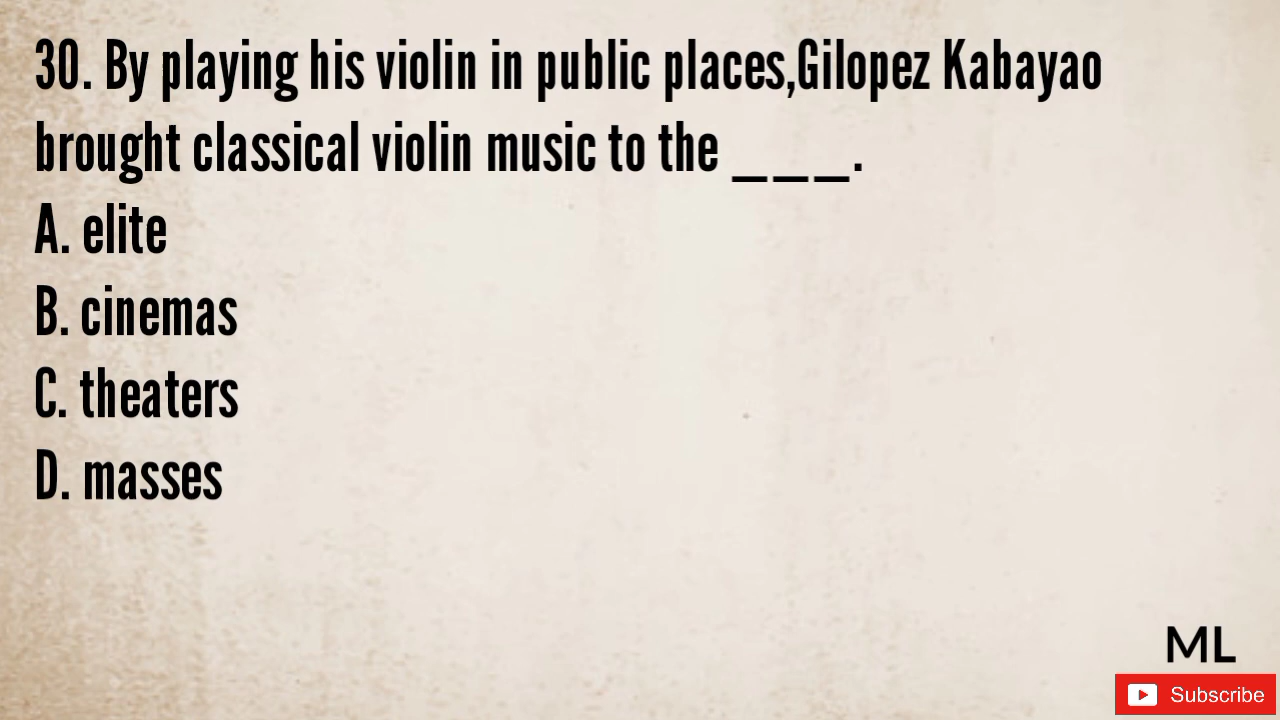 30. By playing his violin in public places,Gilopez Kabayao
brought classical violin music to the ___.
A. elite
B. cinemas
C. theaters
D. masses
ML
Subscribe